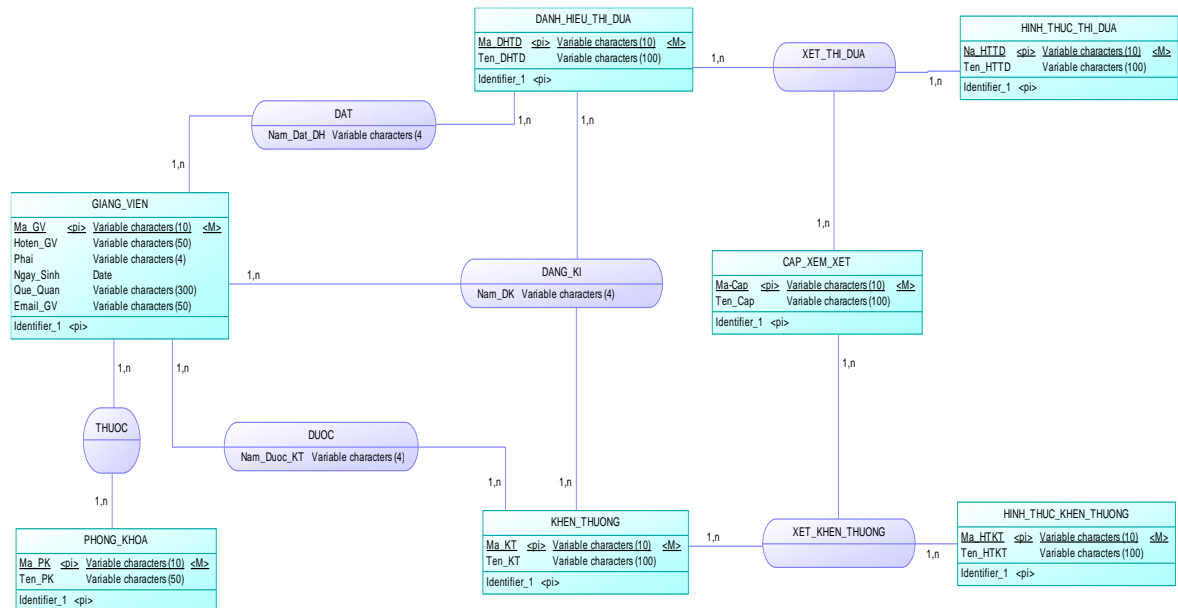 DANH_HIEU_THI_DUA
Ma_DHTD <pi> Variable characters (10) <M>
Ten_DHTD Variable characters (100)
Identifier_1 <pi>
HINH_THUC_THI_DUA
Na_HTTD <pi> Variable characters (10) <M>
Ten_HTTD Variable characters (100)
Identifier_1 <pi>
XET_THI_DUA
1,n
1,n
1,n
DAT
Nam_Dat_DH Variable characters (4
1,n
1,n
1,n
1,n
GIANG_VIEN
Ma_GV <pi> Variable characters (10) <M>
Hoten_GV Variable characters (50)
Phai Variable characters (4)
Ngay_Sinh Date
Que_Quan Variable characters (300)
Email_GV Variable characters (50)
Identifier_1 <pi>
1,n
DANG_KI
Nam_DK Variable characters (4)
CAP_XEM_XET
Ma-Cap <pi> Variable characters (10) <M>
Ten_Cap Variable characters (100)
Identifier_1 <pi>
1,n
1,n
1,n
THUOC
DUOC
Nam_Duoc_KT Variable characters (4)
1,n
1,n
1,n
PHONG_KHOA
Ma_PK <pi> Variable characters (10) <M>
Ten_PK Variable characters (50)
Identifier_1 <pi>
KHEN_THUONG
Ma_KT <pi> Variable characters (10) <M>
Ten_KT Variable characters (100)
Identifier_1 <pi>
1,n
XET_KHEN_THUONG
1,n
HINH_THUC_KHEN_THUONG
Ma_HTKT <pi> Variable characters (10) <M>
Ten_HTKT Variable characters (100)
Identifier_1 <pi>